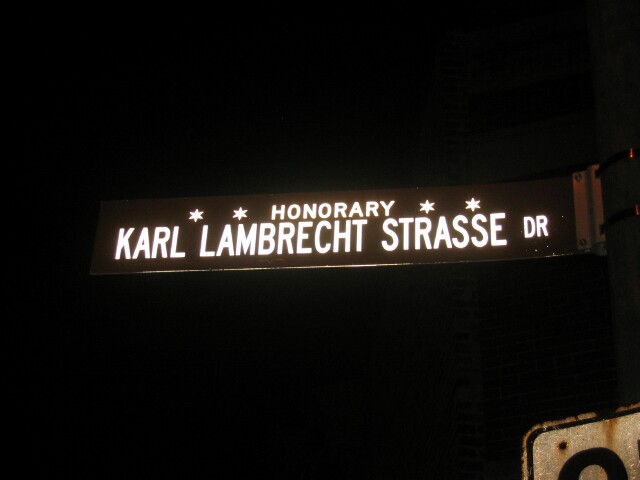 HONORARY
KARL LAMBRECHT STRASSE DR